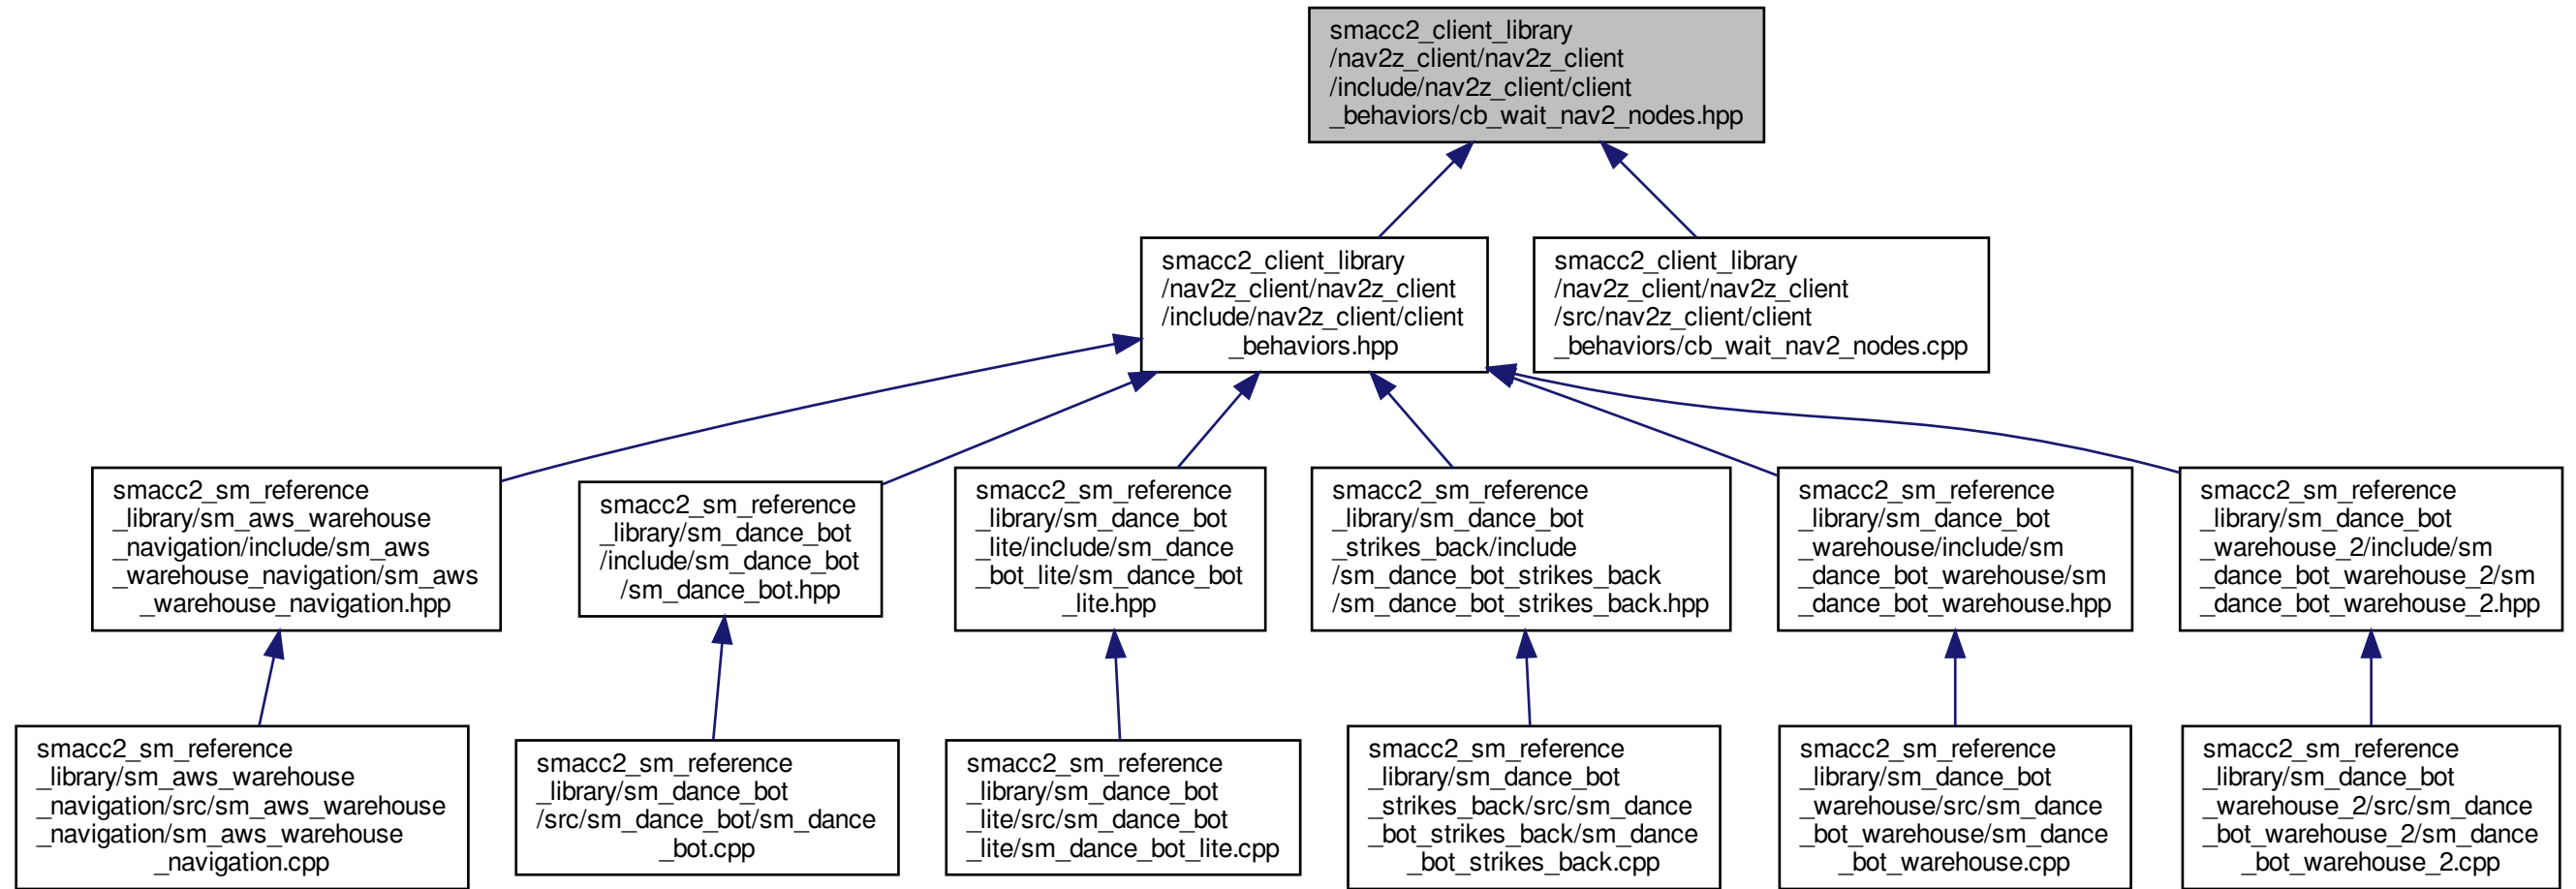 smacc2_client_library
/nav2z_client/nav2z_client
/include/nav2z_client/client
_behaviors/cb_wait_nav2_nodes.hpp
smacc2_client_library
/nav2z_client/nav2z_client
/include/nav2z_client/client
_behaviors.hpp
smacc2_client_library
/nav2z_client/nav2z_client
/src/nav2z_client/client
_behaviors/cb_wait_nav2_nodes.cpp
smacc2_sm_reference
_library/sm_aws_warehouse
_navigation/include/sm_aws
_warehouse_navigation/sm_aws
_warehouse_navigation.hpp
smacc2_sm_reference
_library/sm_dance_bot
/include/sm_dance_bot
/sm_dance_bot.hpp
smacc2_sm_reference
_library/sm_dance_bot
_lite/include/sm_dance
_bot_lite/sm_dance_bot
_lite.hpp
smacc2_sm_reference
_library/sm_dance_bot
_strikes_back/include
/sm_dance_bot_strikes_back
/sm_dance_bot_strikes_back.hpp
smacc2_sm_reference
_library/sm_dance_bot
_warehouse/include/sm
_dance_bot_warehouse/sm
_dance_bot_warehouse.hpp
smacc2_sm_reference
_library/sm_dance_bot
_warehouse_2/include/sm
_dance_bot_warehouse_2/sm
_dance_bot_warehouse_2.hpp
smacc2_sm_reference
_library/sm_aws_warehouse
_navigation/src/sm_aws_warehouse
_navigation/sm_aws_warehouse
_navigation.cpp
smacc2_sm_reference
_library/sm_dance_bot
/src/sm_dance_bot/sm_dance
_bot.cpp
smacc2_sm_reference
_library/sm_dance_bot
_lite/src/sm_dance_bot
_lite/sm_dance_bot_lite.cpp
smacc2_sm_reference
_library/sm_dance_bot
_strikes_back/src/sm_dance
_bot_strikes_back/sm_dance
_bot_strikes_back.cpp
smacc2_sm_reference
_library/sm_dance_bot
_warehouse/src/sm_dance
_bot_warehouse/sm_dance
_bot_warehouse.cpp
smacc2_sm_reference
_library/sm_dance_bot
_warehouse_2/src/sm_dance
_bot_warehouse_2/sm_dance
_bot_warehouse_2.cpp